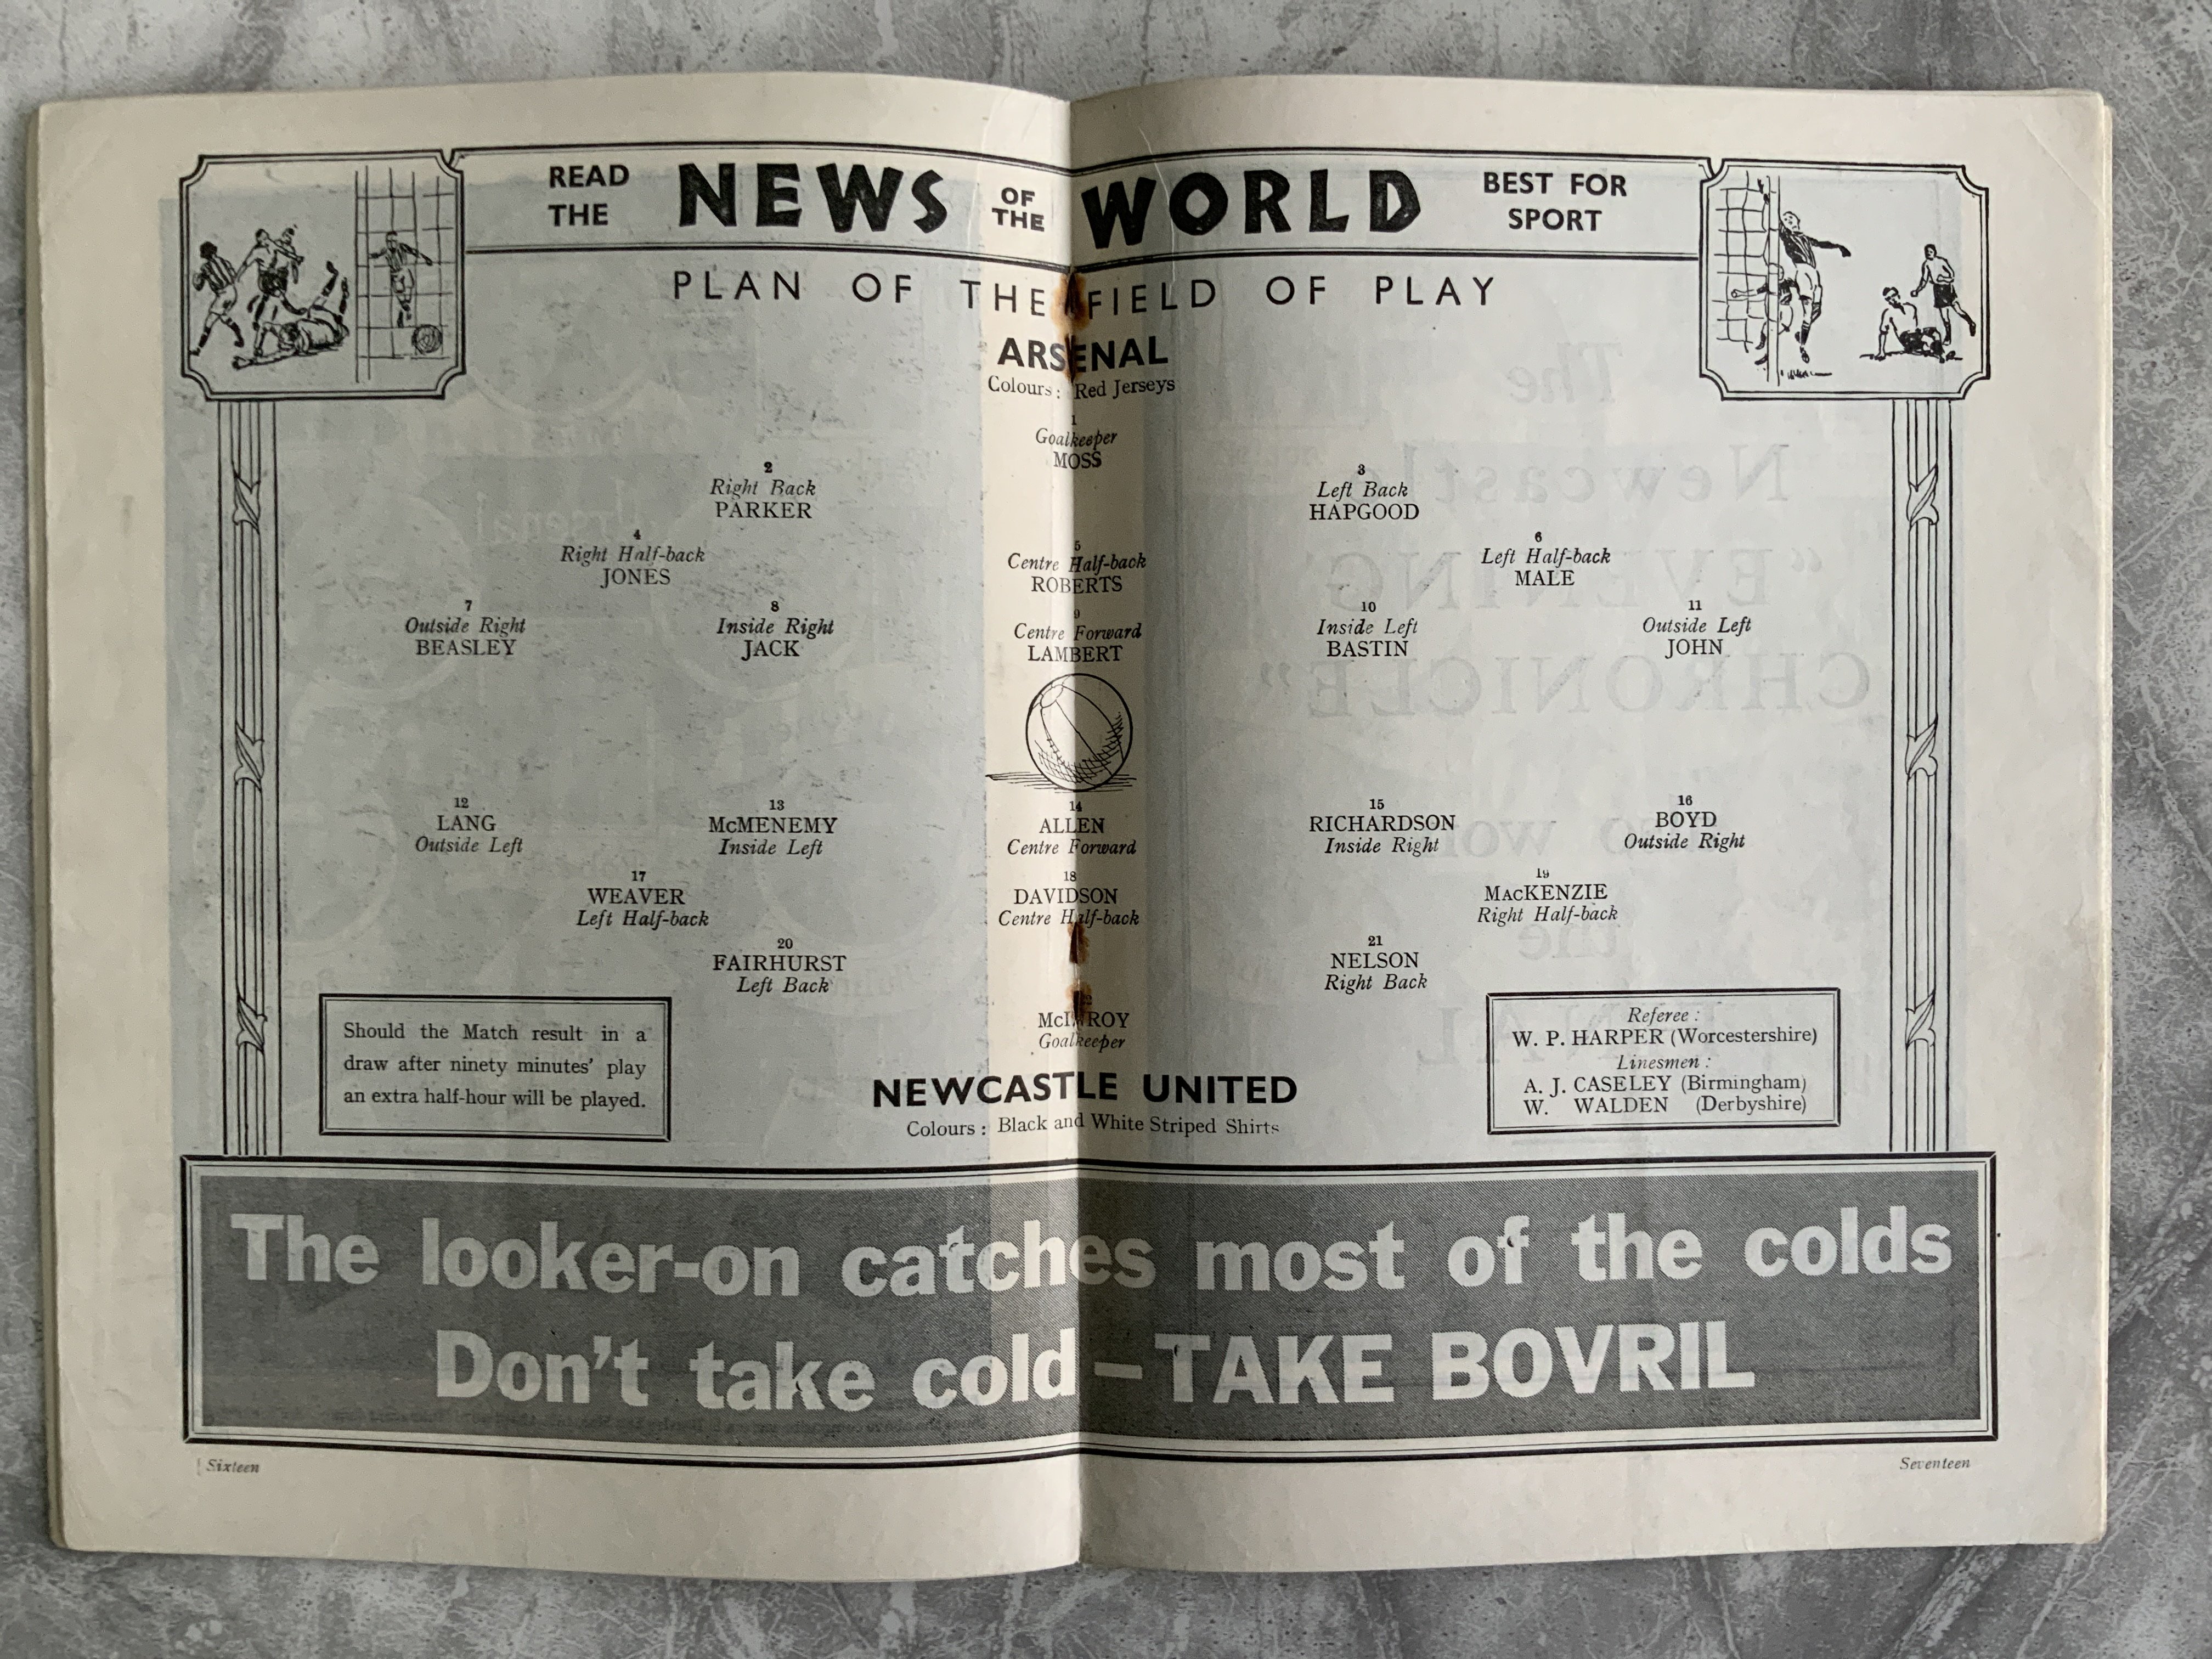 READ THE NEWS OF THE WORLD BEST FOR SPORT
PLAN OF THE FIELD OF PLAY
ARSENAL
Colours: Red Jerseys
1
Goalkeeper
MOSS
2
Right Back
PARKER
3
Left Back
HAPGOOD
4
Right Half-back
JONES
5
Centre Half-back
ROBERTS
6
Left Half-back
MALE
7
Outside Right
BEASLEY
8
Inside Right
JACK
9
Centre Forward
LAMBERT
10
Inside Left
BASTIN
11
Outside Left
JOHN
12
LANG
Outside Left
13
McMENEMY
Inside Left
14
ALLEN
Centre Forward
15
RICHARDSON
Inside Right
16
BOYD
Outside Right
17
WEAVER
Left Half-back
18
DAVIDSON
Centre Half-back
19
MacKENZIE
Right Half-back
20
FAIRHURST
Left Back
21
NELSON
Right Back
Goalkeeper
NEWCASTLE UNITED
Colours: Black and White Striped Shirts
Should the Match result in a
draw after ninety minutes' play
an extra half-hour will be played.
Referee:
W. P. HARPER (Worcestershire)
Linesmen:
A. J. CASELEY (Birmingham)
W. WALDEN (Derbyshire)
The looker-on catches most of the colds
Don't take cold – TAKE BOVRIL
Sixteen
Seventeen